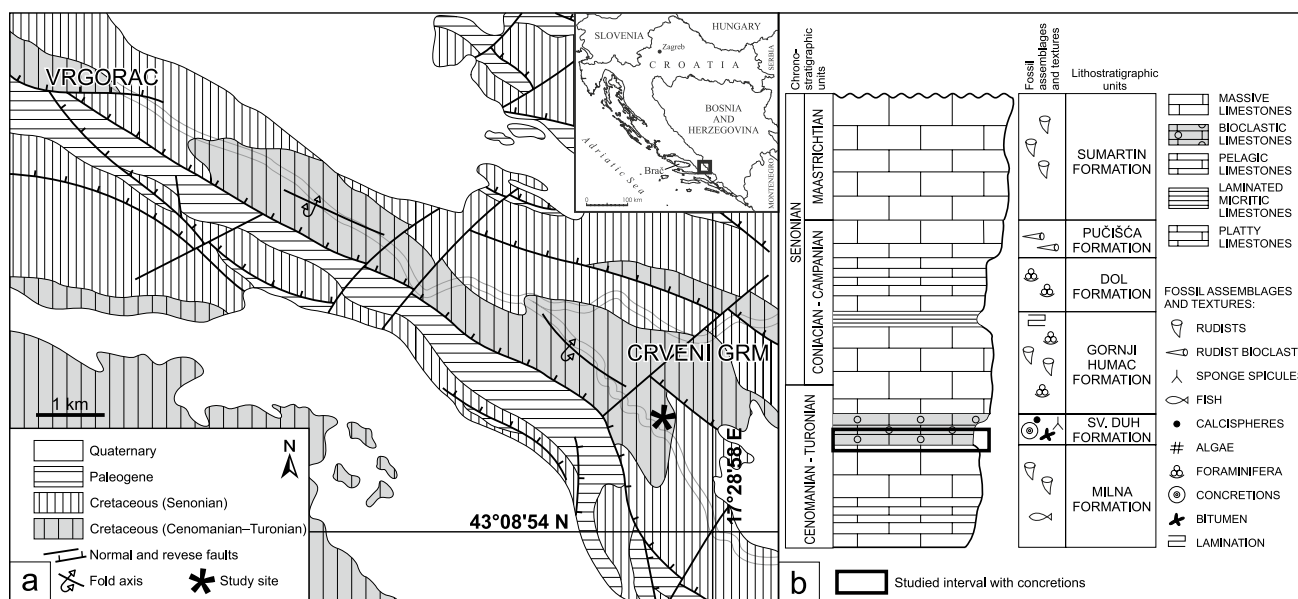 VRGORAC
CRVENI GRM
1 km
43°08'54 N
17°28'58 E
Quaternary
Paleogene
Cretaceous (Senonian)
Cretaceous (Cenomanian–Turonian)
Normal and revese faults
Fold axis
Study site
N
a
SLOVENIA
HUNGARY
Zagreb
CROATIA
SERBIA
BOSNIA
AND
HERZEGOVINA
Adriatic Sea
Brač
MONTENEGRO
0
100 km
Chrono-
stratigraphic
units
Fossil
assemblages
and textures
Lithostratigraphic
units
SENONIAN
MAASTRICHTIAN
CONIACIAN - CAMPANIAN
CENOMANIAN - TURONIAN
SUMARTIN
FORMATION
PUČIŠĆA
FORMATION
DOL
FORMATION
GORNJI
HUMAC
FORMATION
SV. DUH
FORMATION
MILNA
FORMATION
MASSIVE
LIMESTONES
BIOCLASTIC
LIMESTONES
PELAGIC
LIMESTONES
LAMINATED
MICRITIC
LIMESTONES
PLATTY
LIMESTONES
FOSSIL ASSEMBLAGES
AND TEXTURES:
RUDISTS
RUDIST BIOCLAST
SPONGE SPICULES
FISH
CALCISPHERES
ALGAE
FORAMINIFERA
CONCRETIONS
BITUMEN
LAMINATION
b
Studied interval with concretions